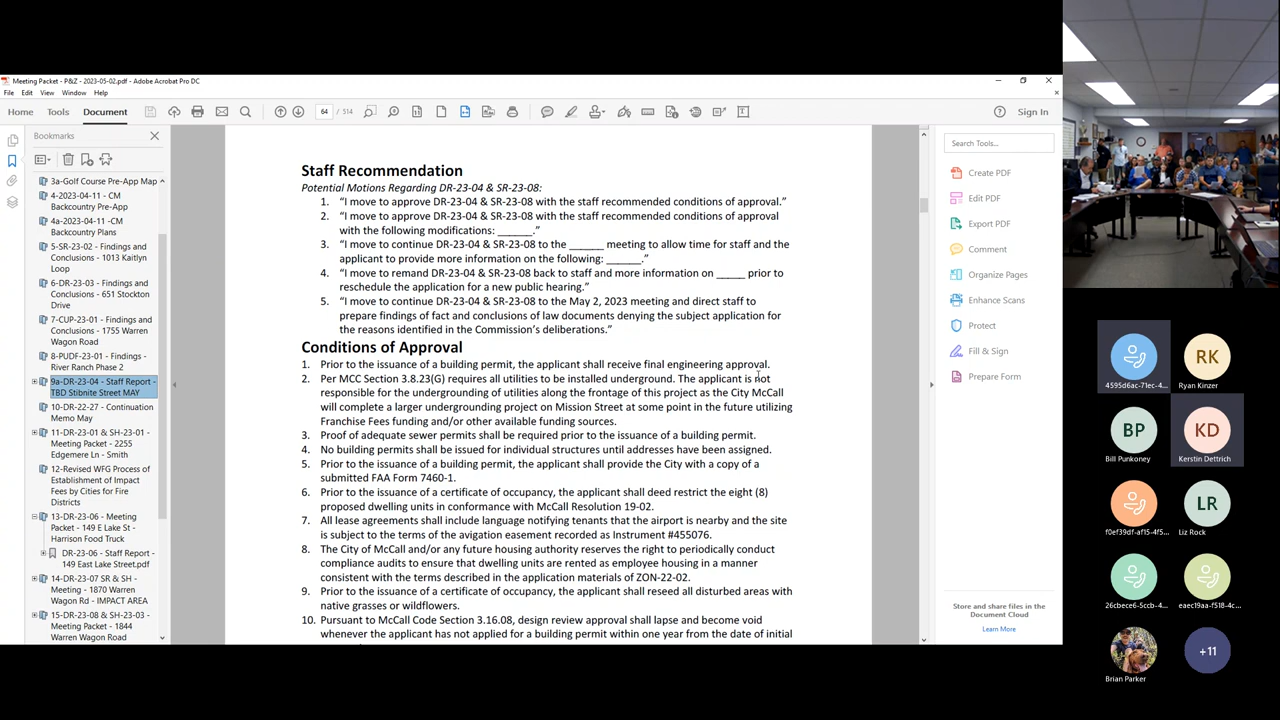 Meeting Packet - P&Z - 2023-05-02.pdf - Adobe Acrobat Pro DC
File Edit View Window Help
Home Tools Document 64 / 514 Sign In
Bookmarks
3a-Golf Course Pre-App Map
4-2023-04-11 - CM
Backcountry Pre-App
4a-2023-04-11 -CM
Backcountry Plans
5-SR-23-02 - Findings and
Conclusions - 1013 Kaitlyn
Loop
6-DR-23-03 - Findings and
Conclusions - 651 Stockton
Drive
7-CUP-23-01 - Findings and
Conclusions - 1755 Warren
Wagon Road
8-PUDF-23-01 - Findings -
River Ranch Phase 2
9a-DR-23-04 - Staff Report -
TBD Stibnite Street MAY
10-DR-22-27 - Continuation
Memo May
11-DR-23-01 & SH-23-01 -
Meeting Packet - 2255
Edgemere Ln - Smith
12-Revised WFG Process of
Establishment of Impact
Fees by Cities for Fire
Districts
13-DR-23-06 - Meeting
Packet - 149 E Lake St -
Harrison Food Truck
DR-23-06 - Staff Report -
149 East Lake Street.pdf
14-DR-23-07 SR & SH -
Meeting - 1870 Warren
Wagon Rd - IMPACT AREA
15-DR-23-08 & SH-23-03 -
Meeting Packet - 1844
Warren Wagon Road
Staff Recommendation
Potential Motions Regarding DR-23-04 & SR-23-08:
1. “I move to approve DR-23-04 & SR-23-08 with the staff recommended conditions of approval.”
2. “I move to approve DR-23-04 & SR-23-08 with the staff recommended conditions of approval
with the following modifications: ______.”
3. “I move to continue DR-23-04 & SR-23-08 to the ______ meeting to allow time for staff and the
applicant to provide more information on the following: ______.”
4. “I move to remand DR-23-04 & SR-23-08 back to staff and more information on _____ prior to
reschedule the application for a new public hearing.”
5. “I move to continue DR-23-04 & SR-23-08 to the May 2, 2023 meeting and direct staff to
prepare findings of fact and conclusions of law documents denying the subject application for
the reasons identified in the Commission’s deliberations.”
Conditions of Approval
1. Prior to the issuance of a building permit, the applicant shall receive final engineering approval.
2. Per MCC Section 3.8.23(G) requires all utilities to be installed underground. The applicant is not
responsible for the undergrounding of utilities along the frontage of this project as the City McCall
will complete a larger undergrounding project on Mission Street at some point in the future utilizing
Franchise Fees funding and/or other available funding sources.
3. Proof of adequate sewer permits shall be required prior to the issuance of a building permit.
4. No building permits shall be issued for individual structures until addresses have been assigned.
5. Prior to the issuance of a building permit, the applicant shall provide the City with a copy of a
submitted FAA Form 7460-1.
6. Prior to the issuance of a certificate of occupancy, the applicant shall deed restrict the eight (8)
proposed dwelling units in conformance with McCall Resolution 19-02.
7. All lease agreements shall include language notifying tenants that the airport is nearby and the site
is subject to the terms of the avigation easement recorded as Instrument #455076.
8. The City of McCall and/or any future housing authority reserves the right to periodically conduct
compliance audits to ensure that dwelling units are rented as employee housing in a manner
consistent with the terms described in the application materials of ZON-22-02.
9. Prior to the issuance of a certificate of occupancy, the applicant shall reseed all disturbed areas with
native grasses or wildflowers.
10. Pursuant to McCall Code Section 3.16.08, design review approval shall lapse and become void
whenever the applicant has not applied for a building permit within one year from the date of initial
Search Tools...
Create PDF
Edit PDF
Export PDF
Comment
Organize Pages
Enhance Scans
Protect
Fill & Sign
Prepare Form
Store and share files in the
Document Cloud
Learn More
4595d6ac-71ec-4...
RK
Ryan Kinzer
BP
Bill Punkoney
KD
Kerstin Dettrich
f0ef39df-af15-4f5...
LR
Liz Rock
26cbece6-5ccb-4...
eaec19aa-f518-4c...
Brian Parker
+11